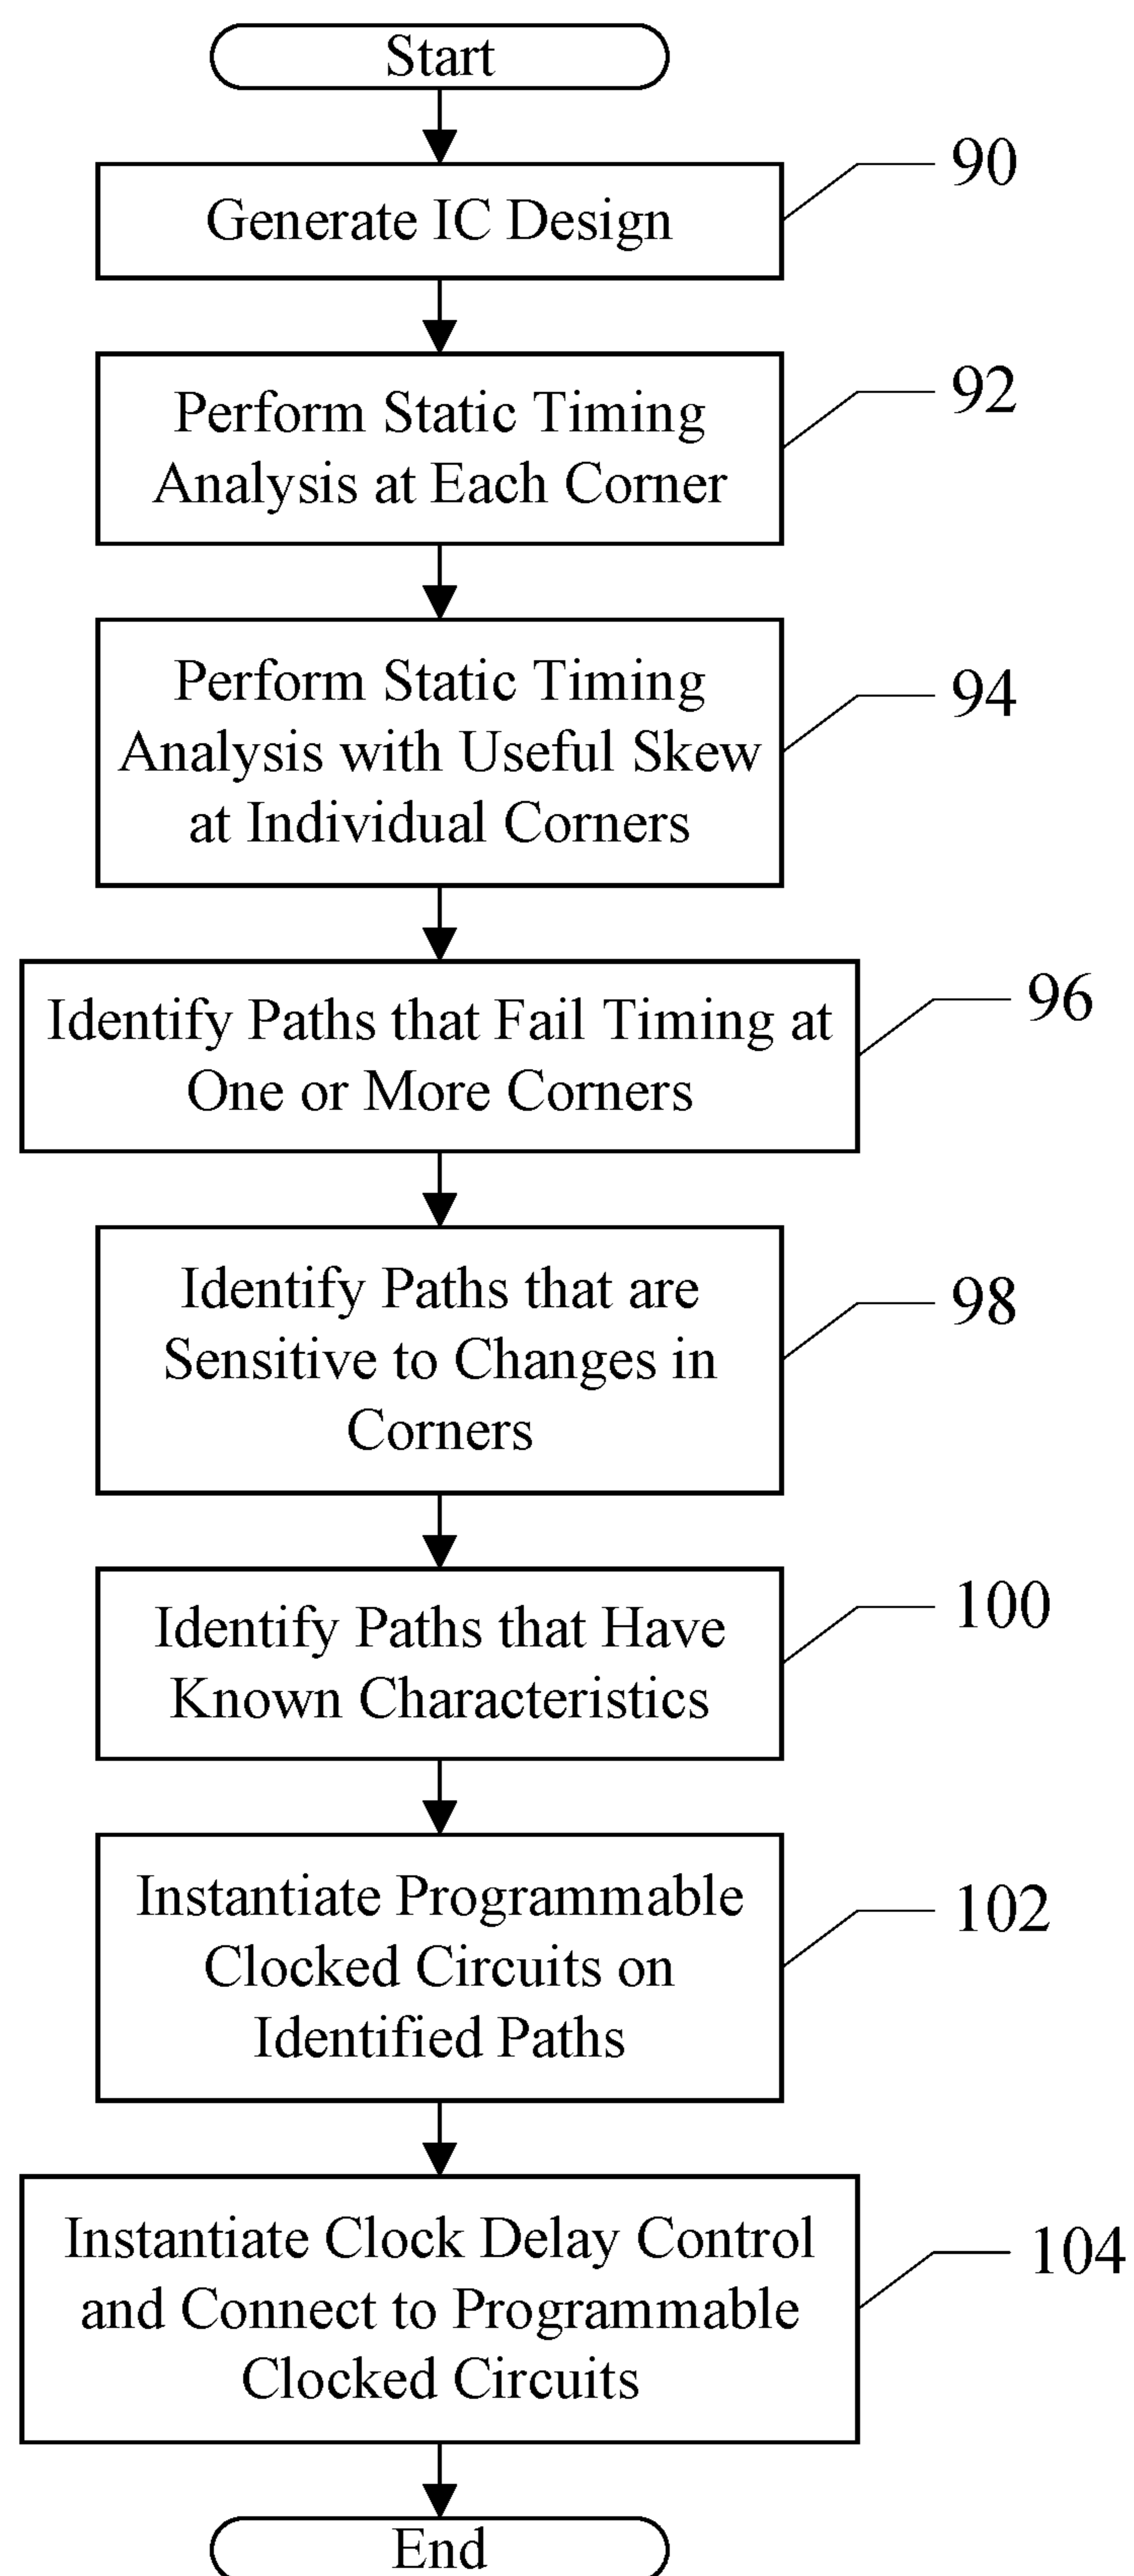 Start
Generate IC Design
90
Perform Static Timing
Analysis at Each Corner
92
Perform Static Timing
Analysis with Useful Skew
at Individual Corners
94
Identify Paths that Fail Timing at
One or More Corners
96
Identify Paths that are
Sensitive to Changes in
Corners
98
Identify Paths that Have
Known Characteristics
100
Instantiate Programmable
Clocked Circuits on
Identified Paths
102
Instantiate Clock Delay Control
and Connect to Programmable
Clocked Circuits
104
End